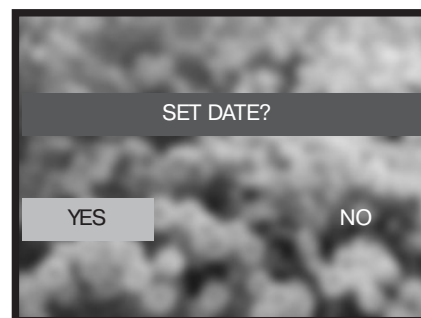 SET DATE?
YES NO